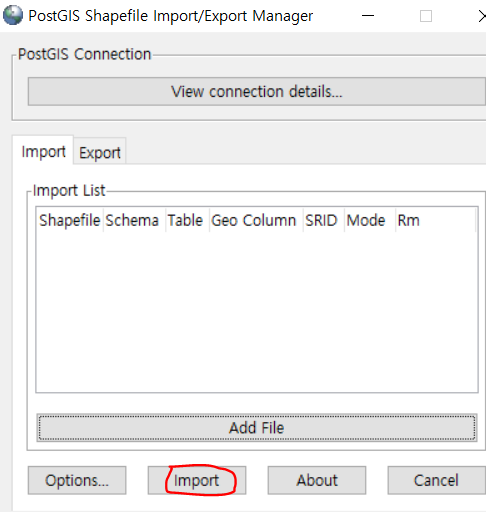 PostGIS Shapefile Import/Export Manager
PostGIS Connection
View connection details...
Import Export
Import List
Shapefile Schema Table Geo Column SRID Mode Rm
Add File
Options... Import About Cancel